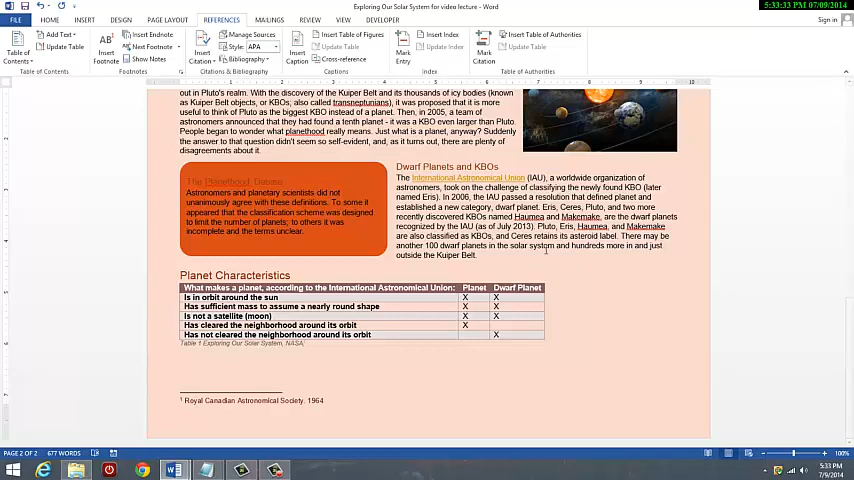 Exploring Our Solar System for video lecture - Word
5:33:33 PM 07/09/2014
FILE HOME INSERT DESIGN PAGE LAYOUT REFERENCES MAILINGS REVIEW VIEW DEVELOPER Sign in
Table of Contents
Add Text
Update Table
Table of Contents
AB1
Insert Footnote
Insert Endnote
Next Footnote
Show Notes
Footnotes
Insert Citation
Manage Sources
Style: APA
Bibliography
Citations & Bibliography
Insert Caption
Insert Table of Figures
Update Table
Cross-reference
Captions
Mark Entry
Insert Index
Update Index
Index
Mark Citation
Insert Table of Authorities
Update Table
Table of Authorities
out in Pluto's realm. With the discovery of the Kuiper Belt and its thousands of icy bodies (known
as Kuiper Belt objects, or KBOs; also called transneptunians), it was proposed that it is more
useful to think of Pluto as the biggest KBO instead of a planet. Then, in 2005, a team of
astronomers announced that they had found a tenth planet - it was a KBO even larger than Pluto.
People began to wonder what planethood really means. Just what is a planet, anyway? Suddenly
the answer to that question didn't seem so self-evident, and, as it turns out, there are plenty of
disagreements about it.
The Planethood Debate
Astronomers and planetary scientists did not
unanimously agree with these definitions. To some it
appeared that the classification scheme was designed
to limit the number of planets; to others it was
incomplete and the terms unclear.
Dwarf Planets and KBOs
The International Astronomical Union (IAU), a worldwide organization of
astronomers, took on the challenge of classifying the newly found KBO (later
named Eris). In 2006, the IAU passed a resolution that defined planet and
established a new category, dwarf planet. Eris, Ceres, Pluto, and two more
recently discovered KBOs named Haumea and Makemake, are the dwarf planets
recognized by the IAU (as of July 2013). Pluto, Eris, Haumea, and Makemake
are also classified as KBOs, and Ceres retains its asteroid label. There may be
another 100 dwarf planets in the solar system and hundreds more in and just
outside the Kuiper Belt.
Planet Characteristics
What makes a planet, according to the International Astronomical Union: Planet Dwarf Planet
Is in orbit around the sun X X
Has sufficient mass to assume a nearly round shape X X
Is not a satellite (moon) X X
Has cleared the neighborhood around its orbit X
Has not cleared the neighborhood around its orbit X
Table 1 Exploring Our Solar System, NASA
1 Royal Canadian Astronomical Society. 1964
PAGE 2 OF 2 677 WORDS 100%
5:33 PM
7/9/2014